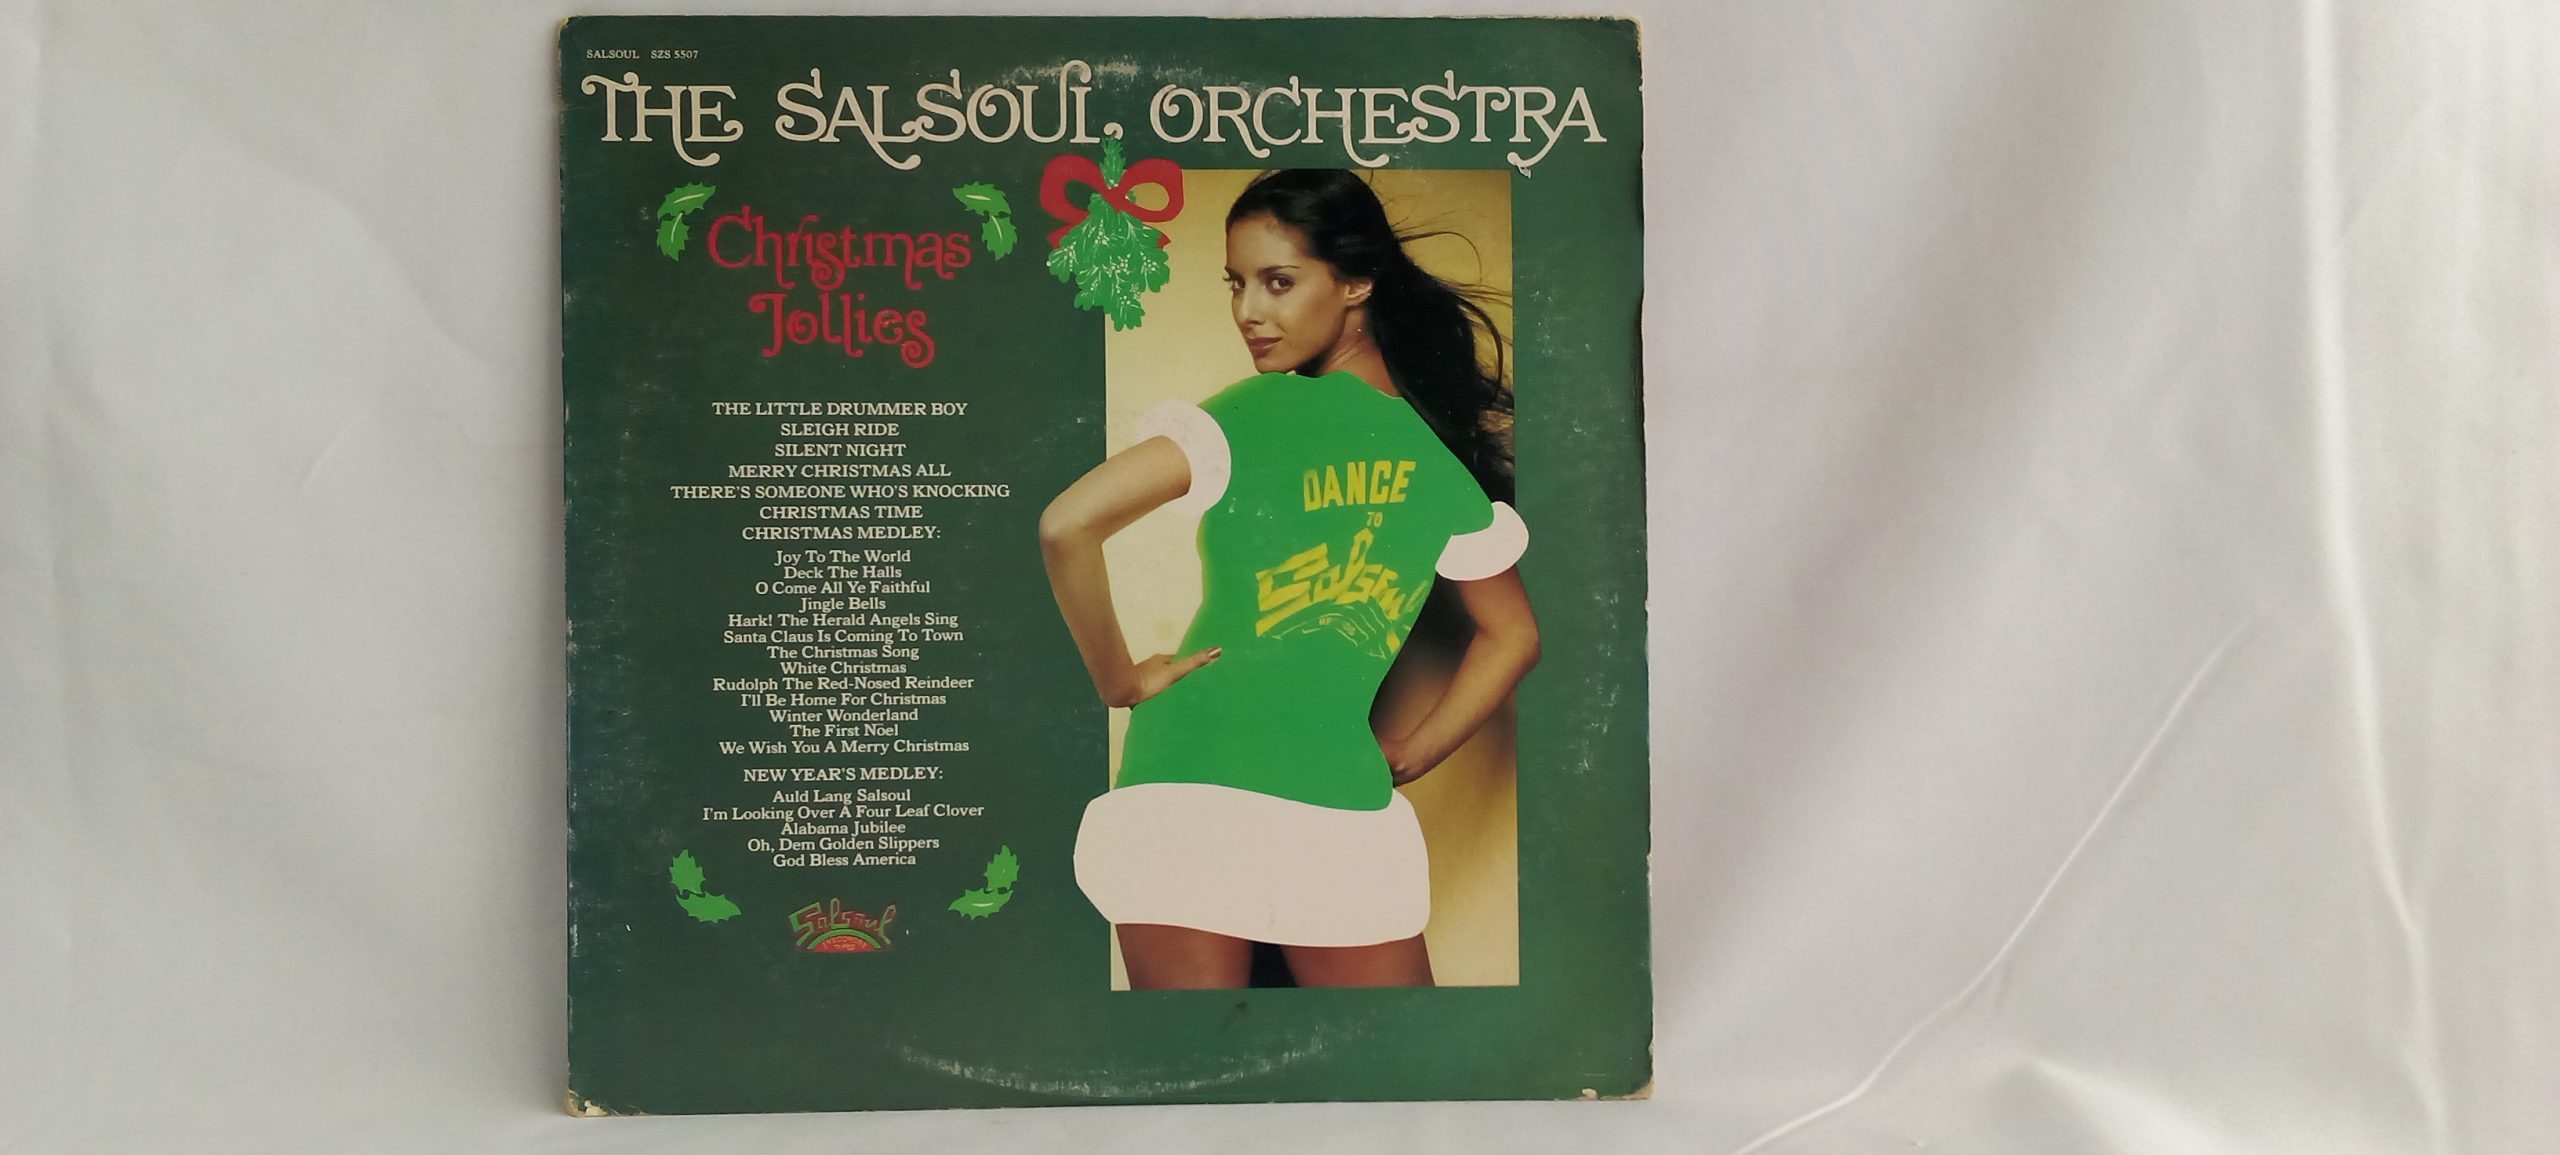 SALSOUL SZS 5507
THE SALSOUL ORCHESTRA
Christmas
Jollies
THE LITTLE DRUMMER BOY
SLEIGH RIDE
SILENT NIGHT
MERRY CHRISTMAS ALL
THERE'S SOMEONE WHO'S KNOCKING
CHRISTMAS TIME
CHRISTMAS MEDLEY:
Joy To The World
Deck The Halls
O Come All Ye Faithful
Jingle Bells
Hark! The Herald Angels Sing
Santa Claus Is Coming To Town
The Christmas Song
White Christmas
Rudolph The Red-Nosed Reindeer
I'll Be Home For Christmas
Winter Wonderland
The First Nöel
We Wish You A Merry Christmas
NEW YEAR'S MEDLEY:
Auld Lang Salsoul
I'm Looking Over A Four Leaf Clover
Alabama Jubilee
Oh, Dem Golden Slippers
God Bless America
Salsoul
DANCE
TO
Salsoul